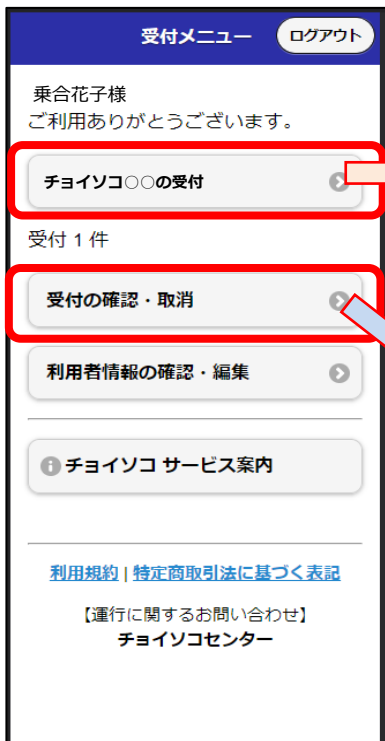 受付メニュー
ログアウト
乗合花子様
ご利用ありがとうございます。
チョイソコ○○の受付
受付 1 件
受付の確認・取消
利用者情報の確認・編集
チョイソコ サービス案内
利用規約 | 特定商取引法に基づく表記
【運行に関するお問い合わせ】
チョイソコセンター